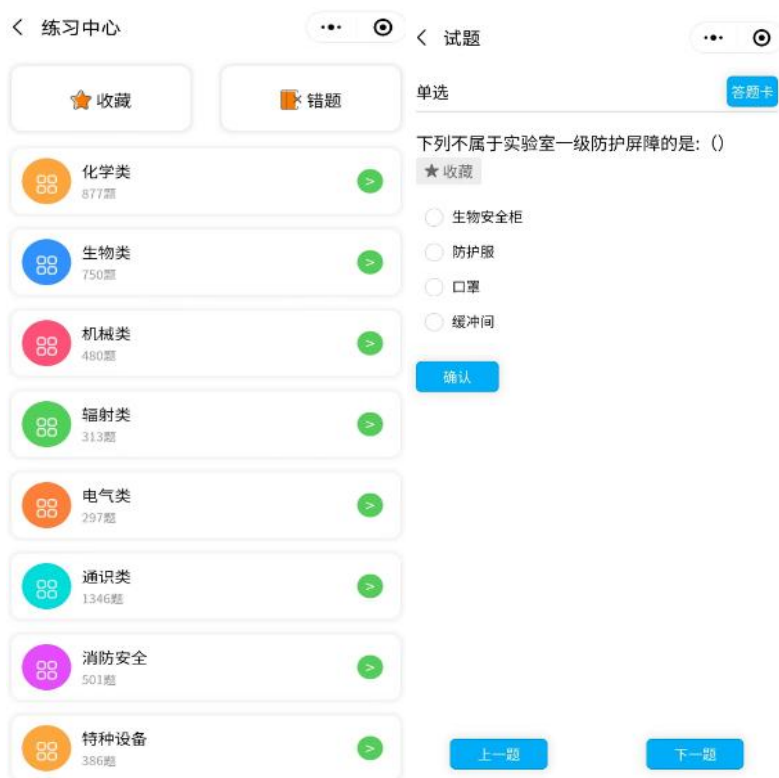 练习中心
收藏
错题
化学类
877题
>
生物类
750题
>
机械类
480题
>
辐射类
313题
>
电气类
297题
>
通识类
1346题
>
消防安全
501题
>
特种设备
386题
>
试题
单选
答题卡
下列不属于实验室一级防护屏障的是:（）
★ 收藏
生物安全柜
防护服
口罩
缓冲间
确认
上一题
下一题